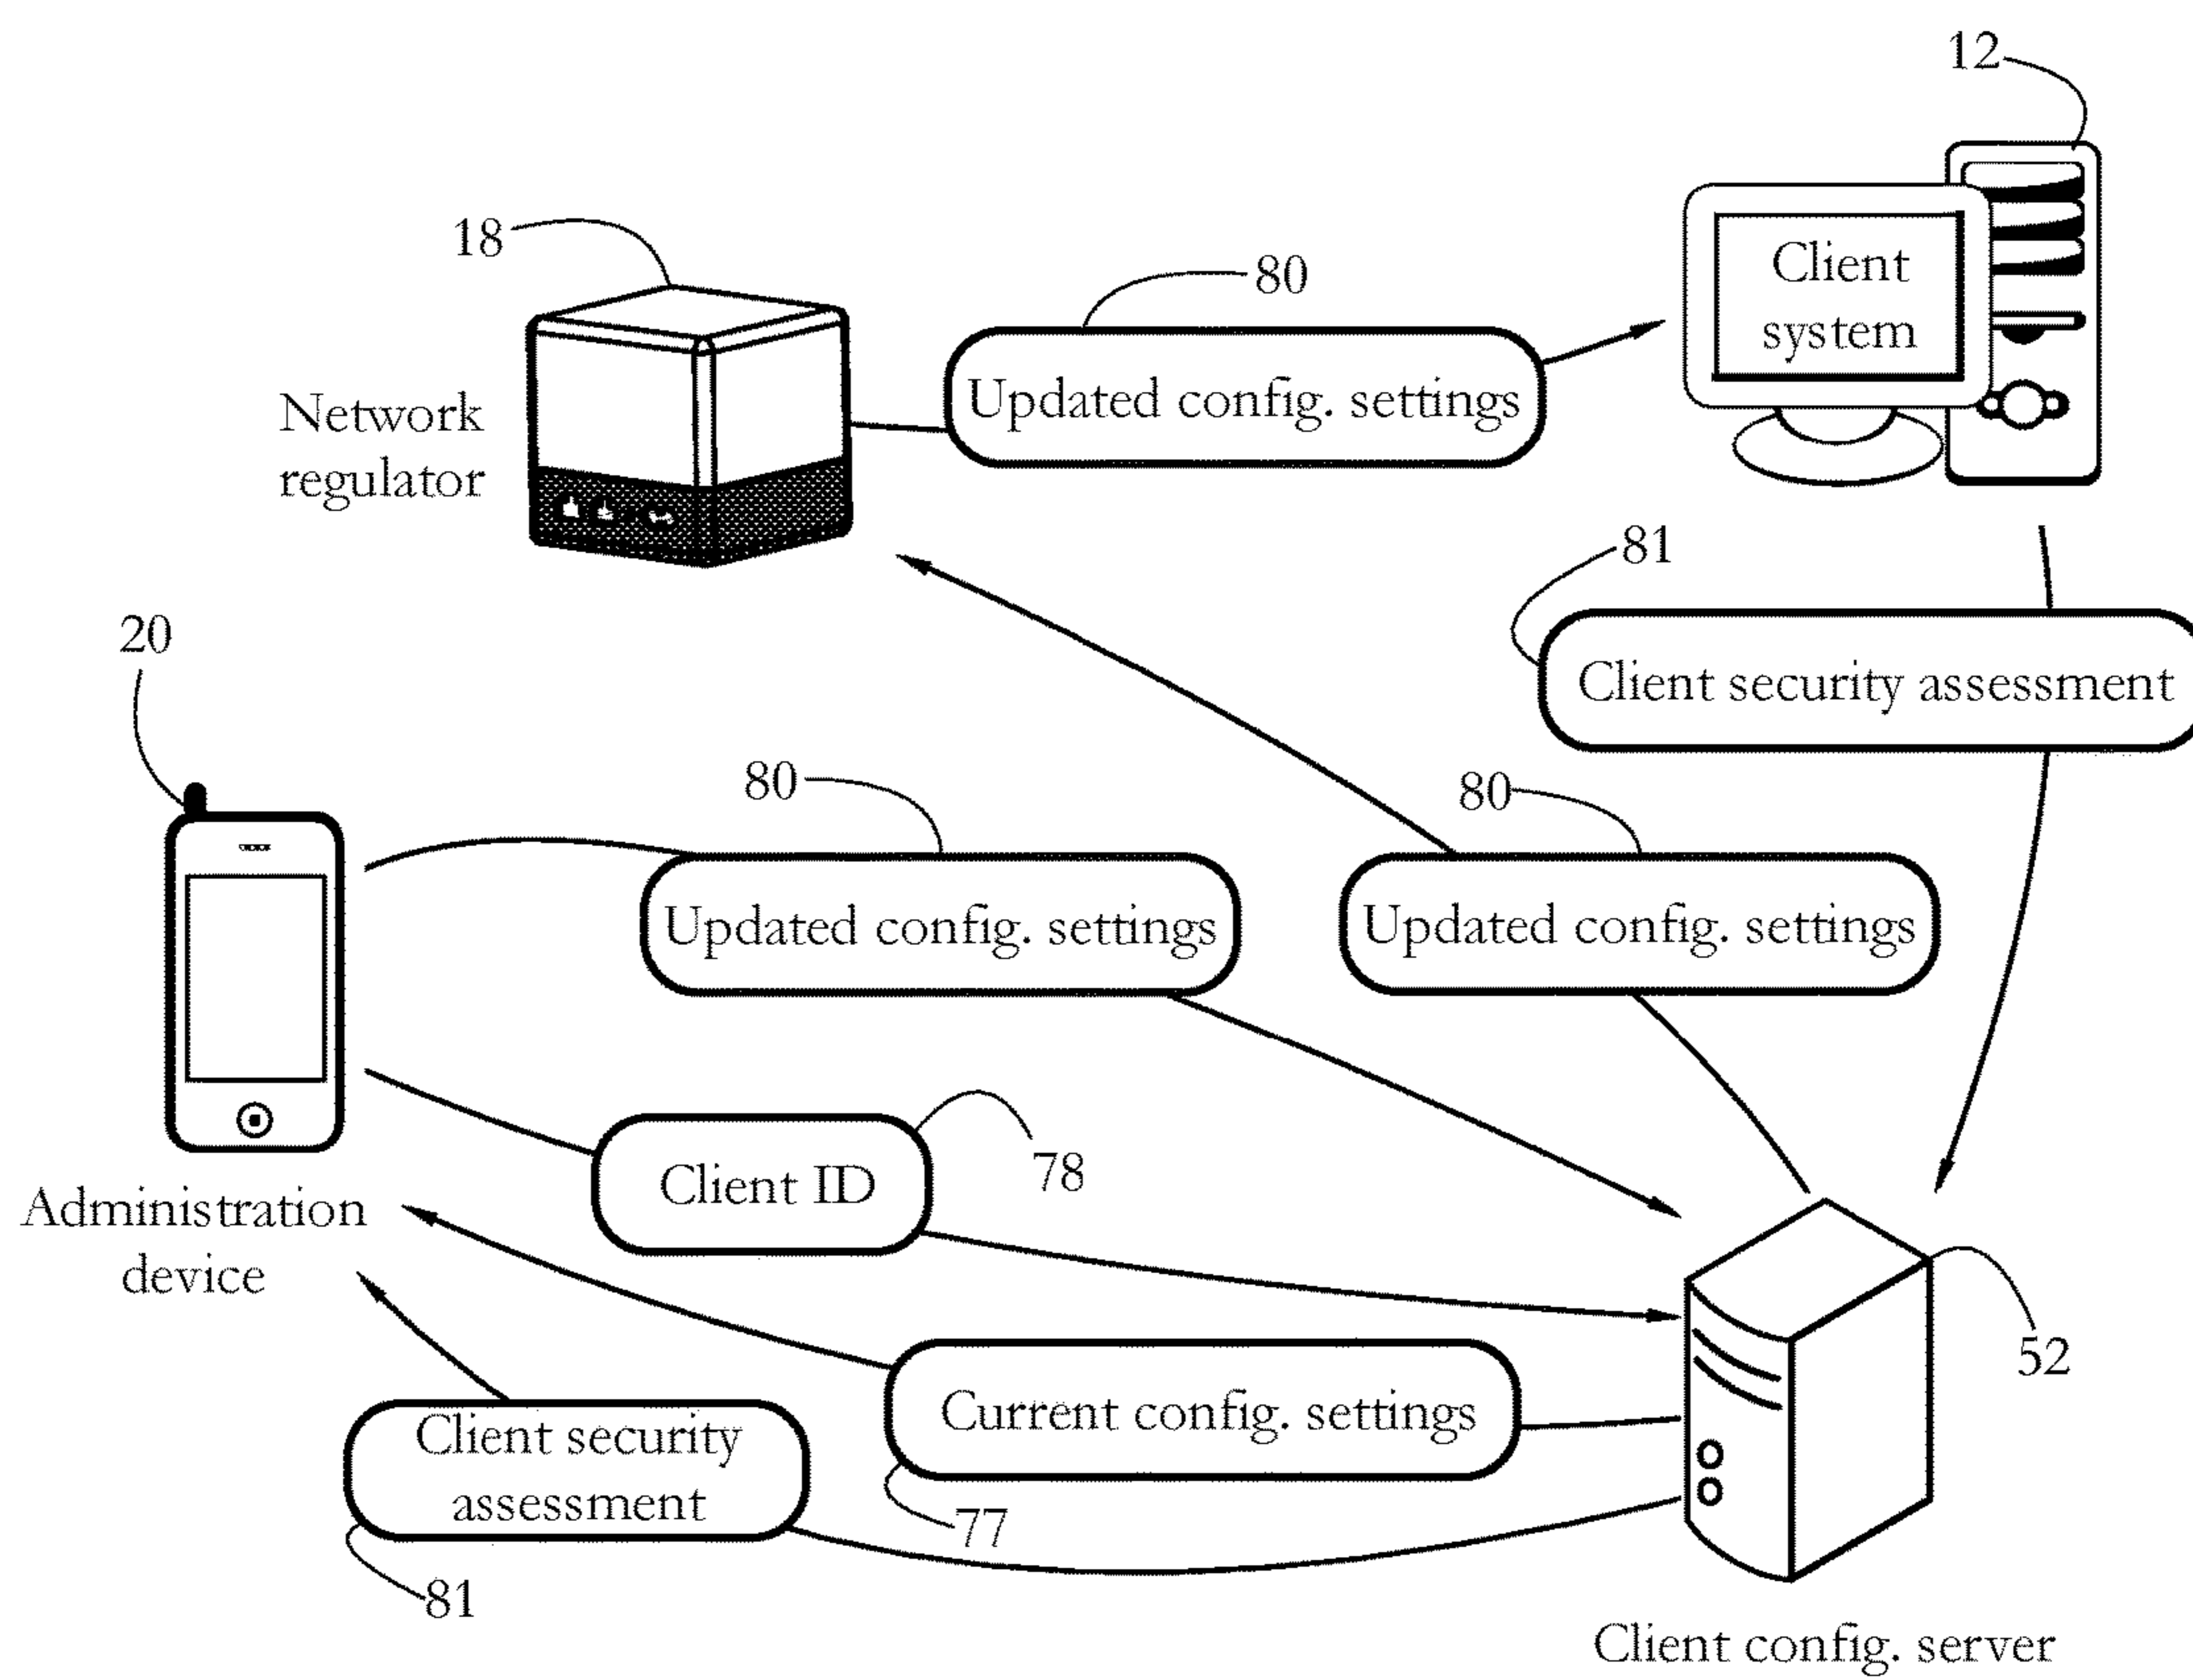 12
18
80
Client
system
Updated config. settings
Network
regulator
81
20
Client security assessment
80
80
Updated config. settings
Updated config. settings
78
Client ID
Administration
device
52
Current config. settings
Client security
assessment
77
81
Client config. server